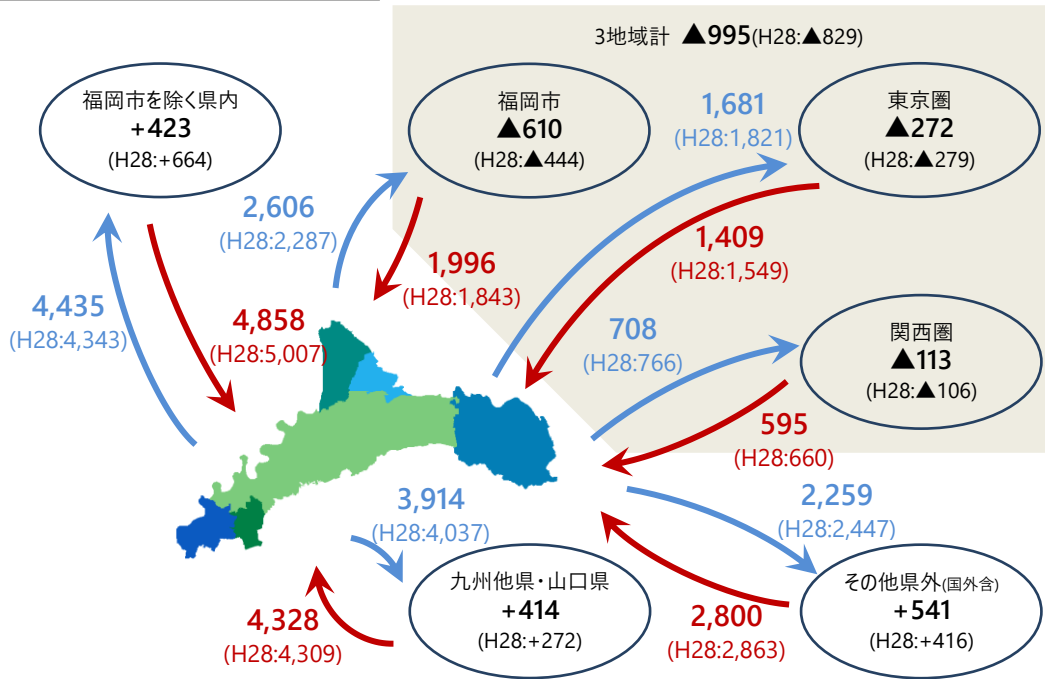 3地域計 ▲995(H28:▲829)
福岡市を除く県内
+423
(H28:+664)
福岡市
▲610
(H28:▲444)
1,681
(H28:1,821)
東京圏
▲272
(H28:▲279)
2,606
(H28:2,287)
1,996
(H28:1,843)
1,409
(H28:1,549)
4,435
(H28:4,343)
4,858
(H28:5,007)
708
(H28:766)
関西圏
▲113
(H28:▲106)
595
(H28:660)
3,914
(H28:4,037)
2,259
(H28:2,447)
4,328
(H28:4,309)
九州他県・山口県
+414
(H28:+272)
2,800
(H28:2,863)
その他県外(国外含)
+541
(H28:+416)